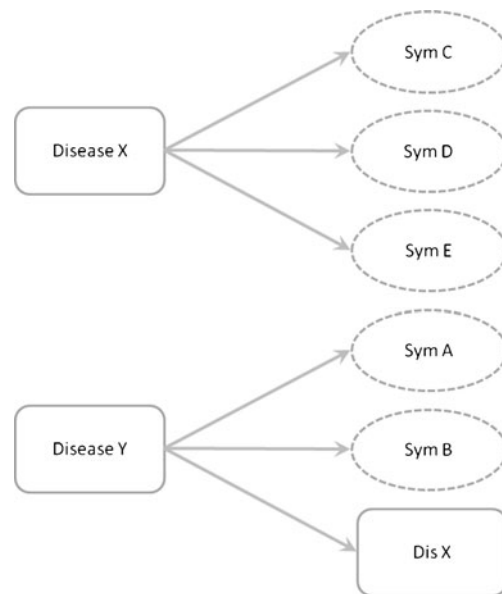 Sym C
Disease X
Sym D
Sym E
Sym A
Disease Y
Sym B
Dis X